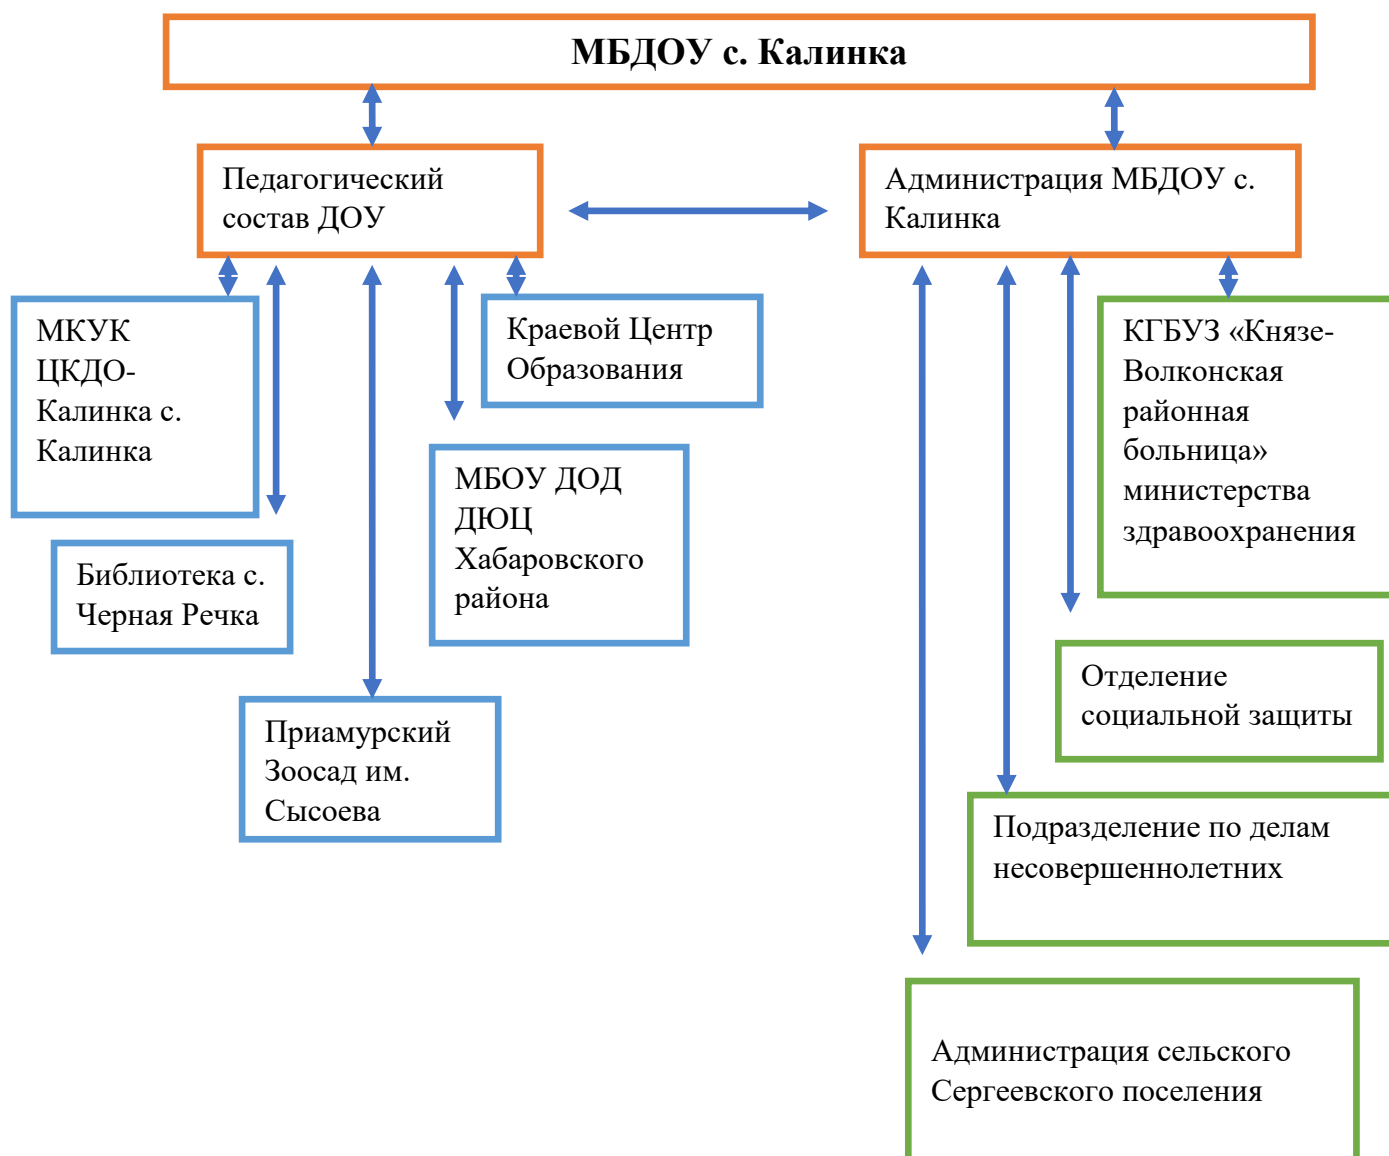 МБДОУ с. Калинка
Педагогический
состав ДОУ
Администрация МБДОУ с.
Калинка
МКУК
ЦКДО-
Калинка с.
Калинка
Краевой Центр
Образования
КГБУЗ «Князе-
Волконская
районная
больница»
министерства
здравоохранения
МБОУ ДОД
ДЮЦ
Хабаровского
района
Библиотека с.
Черная Речка
Отделение
социальной защиты
Приамурский
Зоосад им.
Сысоева
Подразделение по делам
несовершеннолетних
Администрация сельского
Сергеевского поселения